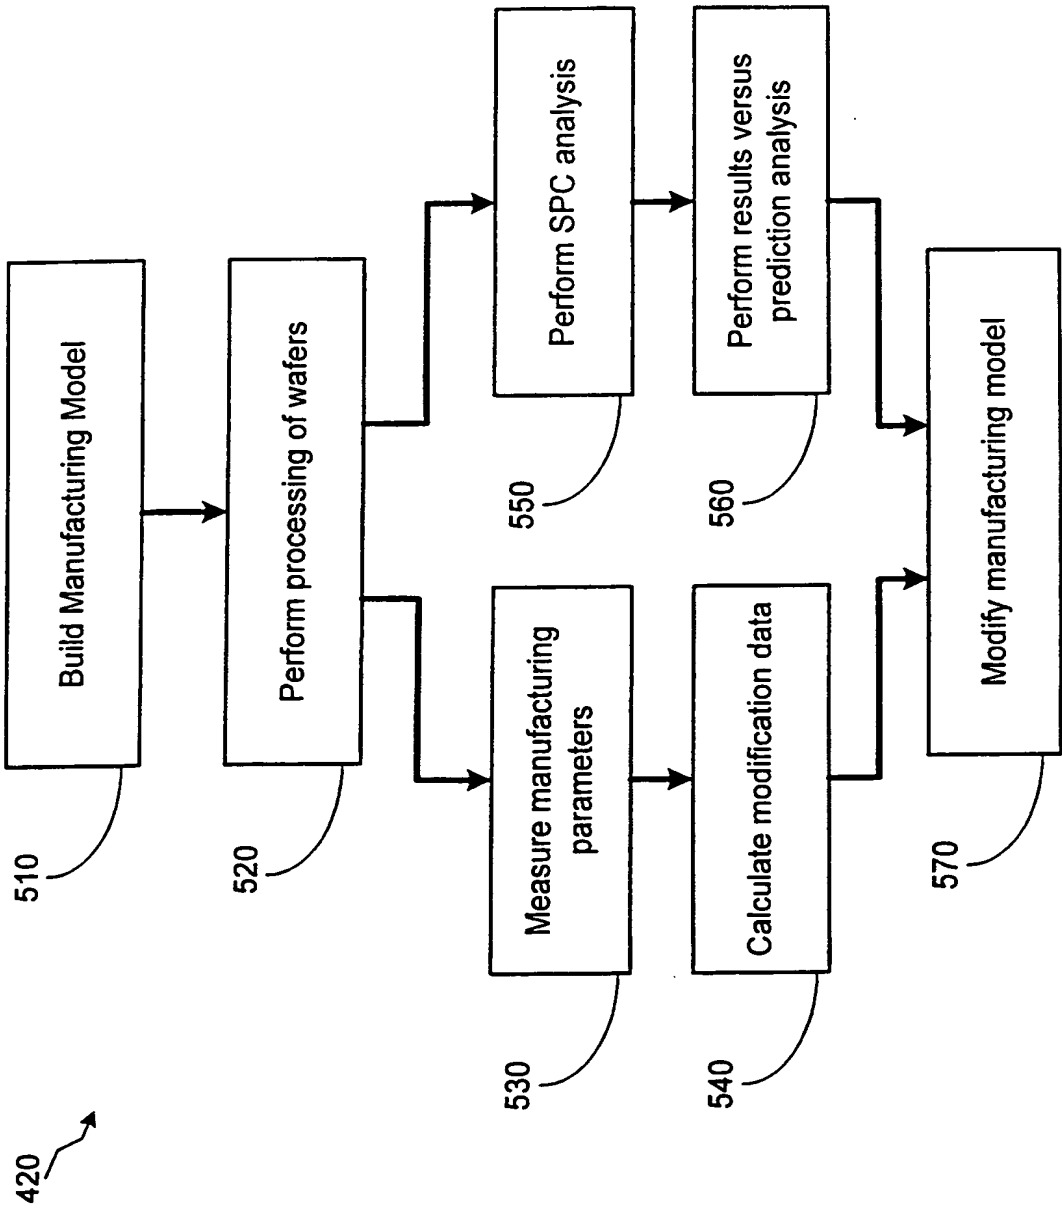 420
510
Build Manufacturing Model
520
Perform processing of wafers
530
Measure manufacturing
parameters
550
Perform SPC analysis
540
Calculate modification data
560
Perform results versus
prediction analysis
570
Modify manufacturing model